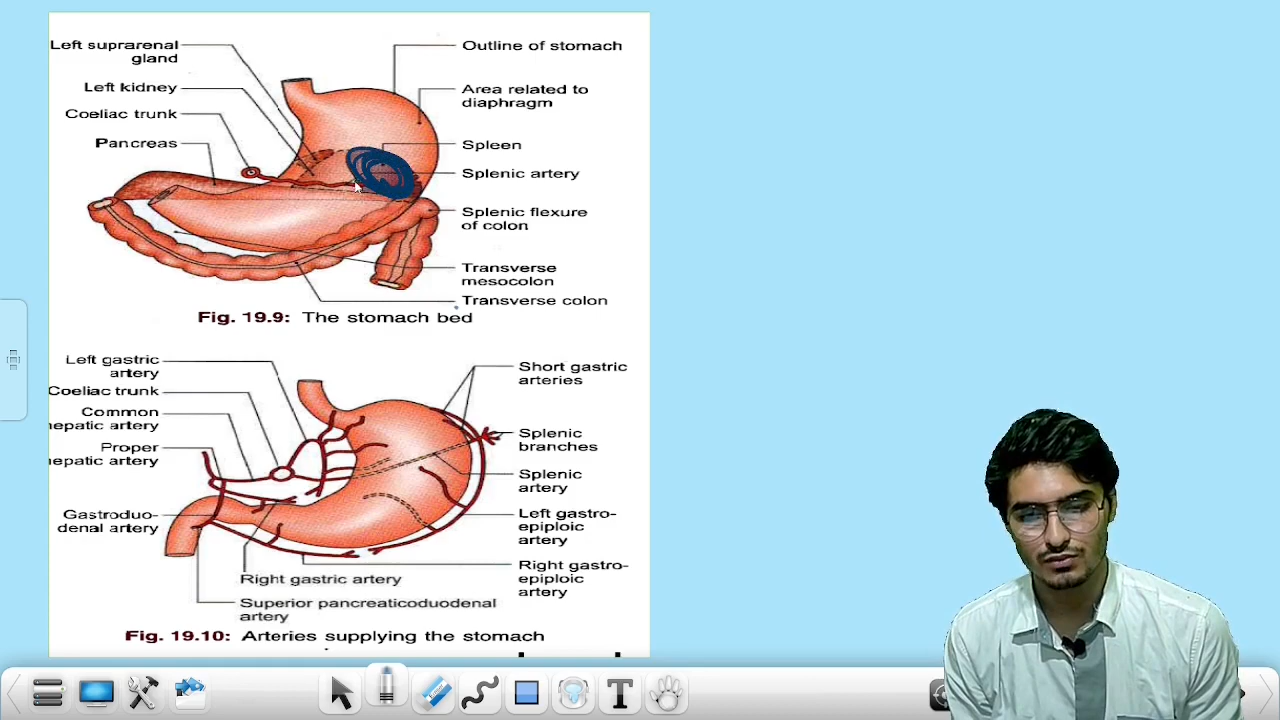 Left suprarenal
gland
Left kidney
Coeliac trunk
Pancreas
Outline of stomach
Area related to
diaphragm
Spleen
Splenic artery
Splenic flexure
of colon
Transverse
mesocolon
Transverse colon
Fig. 19.9: The stomach bed
Left gastric
artery
Coeliac trunk
Common
hepatic artery
Proper
hepatic artery
Gastroduo-
denal artery
Short gastric
arteries
Splenic
branches
Splenic
artery
Left gastro-
epiploic
artery
Right gastro-
epiploic
artery
Right gastric artery
Superior pancreaticoduodenal
artery
Fig. 19.10: Arteries supplying the stomach
T